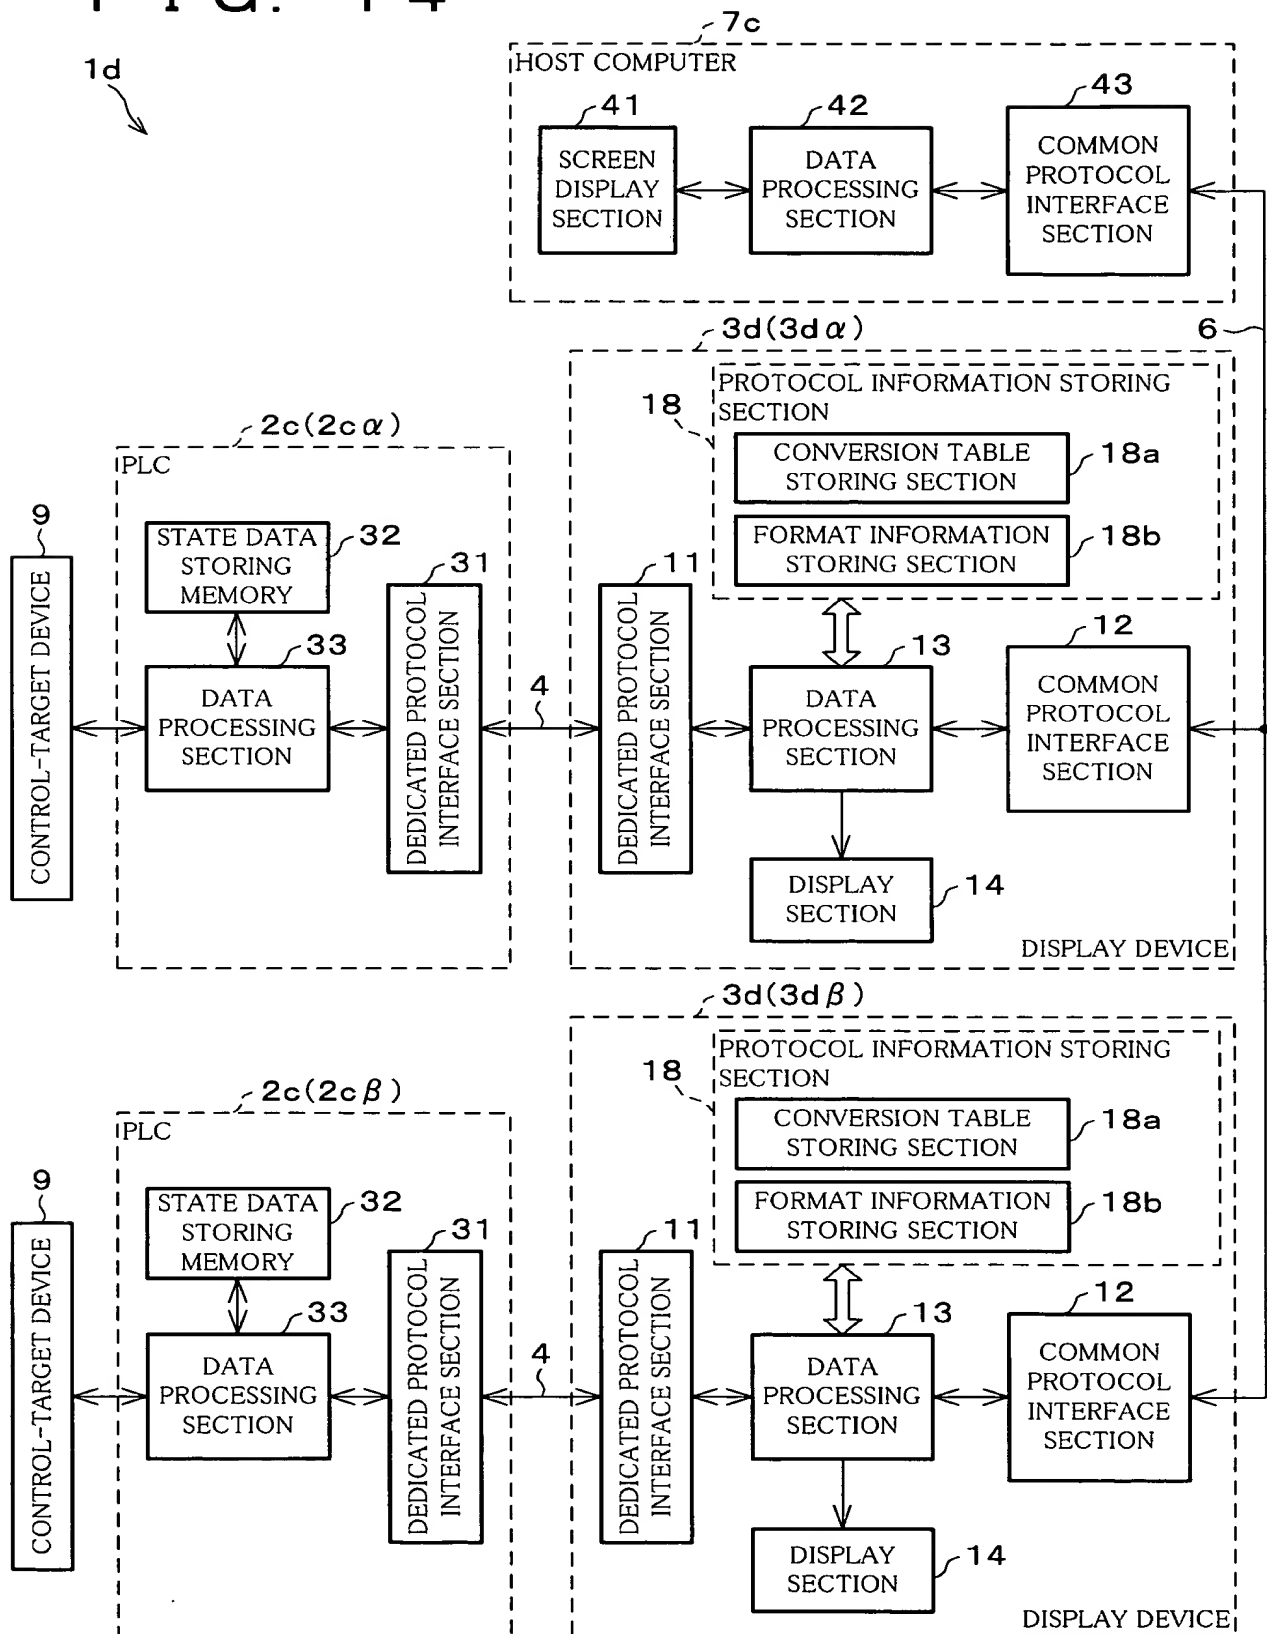 FIG. 14
1d
7c
HOST COMPUTER
41
42
43
SCREEN
DISPLAY
SECTION
DATA
PROCESSING
SECTION
COMMON
PROTOCOL
INTERFACE
SECTION
6
3d(3dα)
PROTOCOL INFORMATION STORING
SECTION
18
CONVERSION TABLE
STORING SECTION
18a
FORMAT INFORMATION
STORING SECTION
18b
2c(2cα)
PLC
9
CONTROL-TARGET DEVICE
STATE DATA
STORING
MEMORY
32
33
DATA
PROCESSING
SECTION
31
DEDICATED PROTOCOL
INTERFACE SECTION
4
11
DEDICATED PROTOCOL
INTERFACE SECTION
13
DATA
PROCESSING
SECTION
12
COMMON
PROTOCOL
INTERFACE
SECTION
DISPLAY
SECTION
14
DISPLAY DEVICE
3d(3dβ)
PROTOCOL INFORMATION STORING
SECTION
18
CONVERSION TABLE
STORING SECTION
18a
FORMAT INFORMATION
STORING SECTION
18b
2c(2cβ)
PLC
9
CONTROL-TARGET DEVICE
STATE DATA
STORING
MEMORY
32
33
DATA
PROCESSING
SECTION
31
DEDICATED PROTOCOL
INTERFACE SECTION
4
11
DEDICATED PROTOCOL
INTERFACE SECTION
13
DATA
PROCESSING
SECTION
12
COMMON
PROTOCOL
INTERFACE
SECTION
DISPLAY
SECTION
14
DISPLAY DEVICE